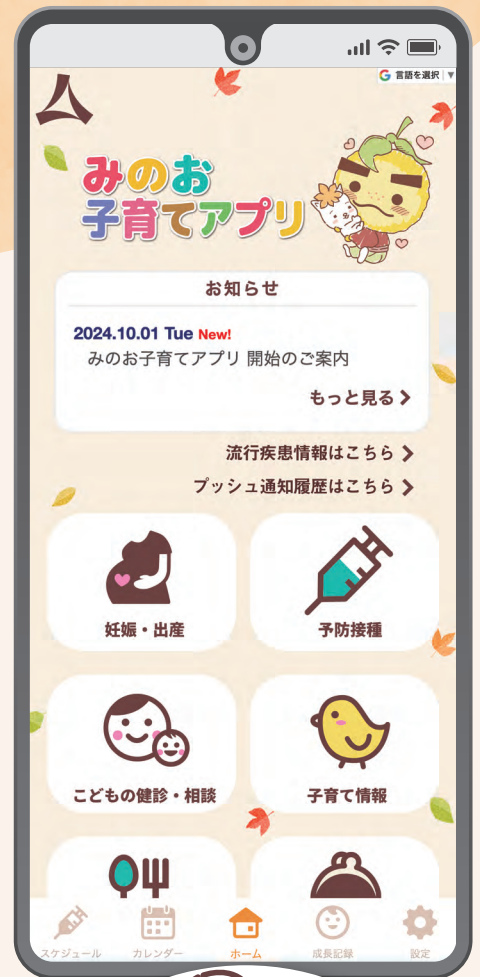 言語を選択
みのお
子育てアプリ
お知らせ
2024.10.01 Tue New!
みのお子育てアプリ 開始のご案内
もっと見る
流行疾患情報はこちら
プッシュ通知履歴はこちら
妊娠・出産
予防接種
こどもの健診・相談
子育て情報
スケジュール
カレンダー
ホーム
成長記録
設定